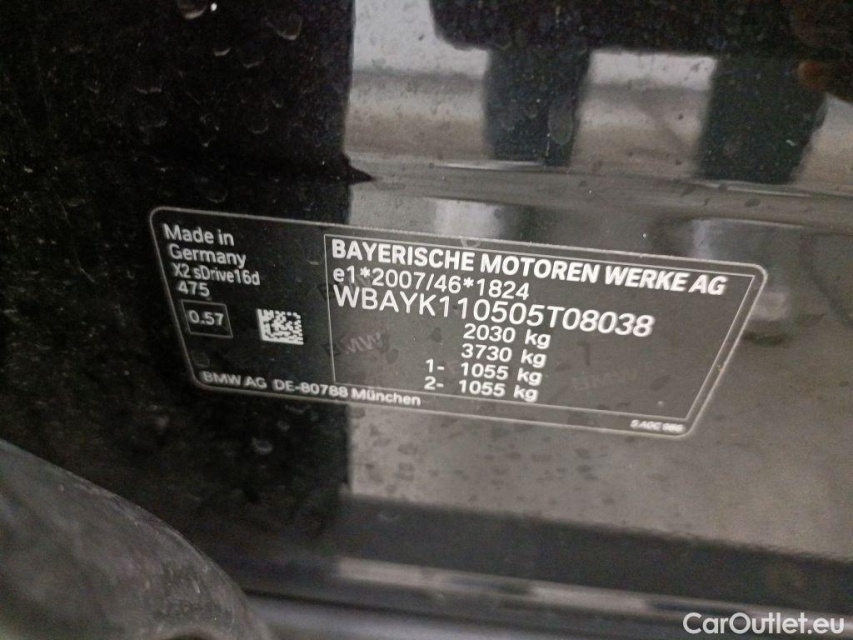 Made in
Germany
X2 sDrive16d
475
0.57
BAYERISCHE MOTOREN WERKE AG
e1*2007/46*1824
WBAYK110505T08038
2030 kg
3730 kg
1- 1055 kg
2- 1055 kg
BMW AG DE-80788 München
CarOutlet.eu